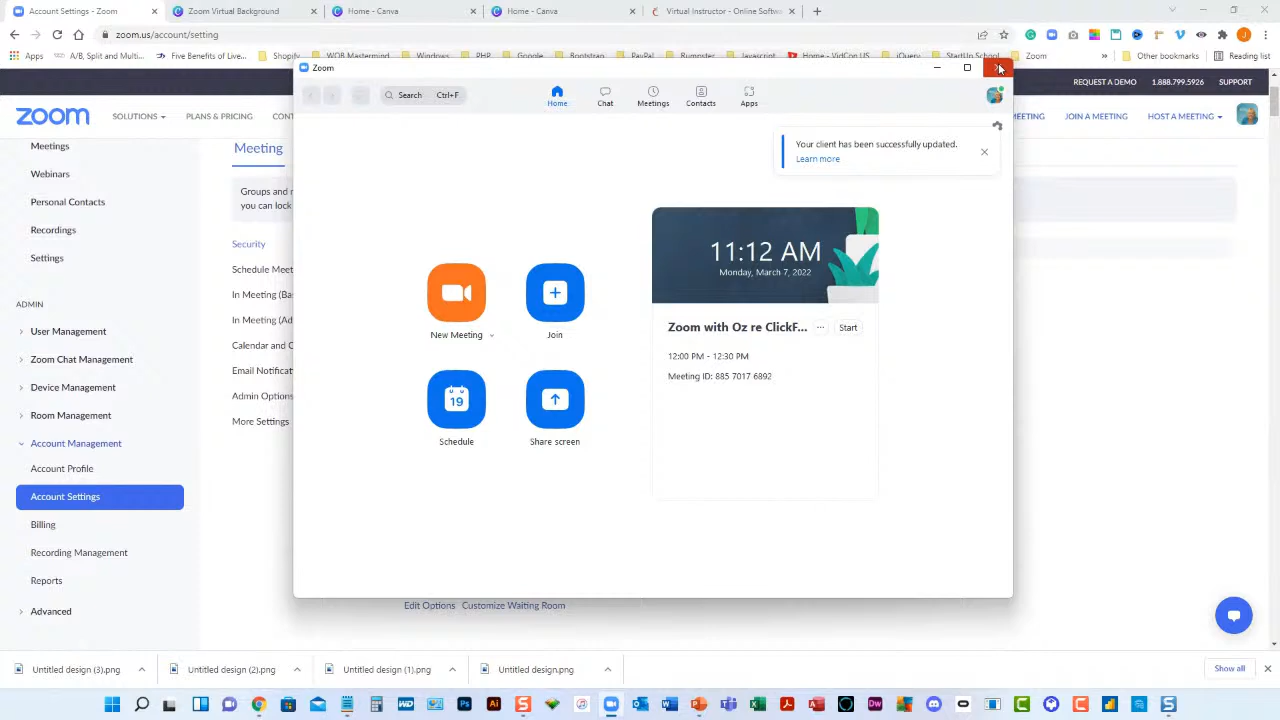 Account Settings - Zoom
Zoom Virtual Background
Home - Canva
Home - Canva
Virtual Instructor - Online Softw
zoom.us/account/setting
Apps
A/B, Split and Multi...
Five Benefits of Live...
Shopify
WOB Mastermind
Windows
PHP
Google
Bootstrap
PayPal
Rumpster
Javascript
Home - VidCon US
jQuery
StartUp School
Zoom
Other bookmarks
Reading list
REQUEST A DEMO
1.888.799.5926
SUPPORT
zoom
SOLUTIONS
PLANS & PRICING
CONT
MEETING
JOIN A MEETING
HOST A MEETING
Meetings
Webinars
Personal Contacts
Recordings
Settings
ADMIN
User Management
Zoom Chat Management
Device Management
Room Management
Account Management
Account Profile
Account Settings
Billing
Recording Management
Reports
Advanced
Meeting
Groups and
you can lock
Security
Schedule Meet
In Meeting (Ba
In Meeting (Ad
Calendar and C
Email Notificat
Admin Options
More Settings
Zoom
Search Ctrl+F
Home
Chat
Meetings
Contacts
Apps
Your client has been successfully updated.
Learn more
New Meeting
Join
19
Schedule
Share screen
11:12 AM
Monday, March 7, 2022
Zoom with Oz re ClickF... ... Start
12:00 PM - 12:30 PM
Meeting ID: 885 7017 6892
Edit Options Customize Waiting Room
Untitled design (3).png
Untitled design (2).png
Untitled design (1).png
Untitled design.png
Show all